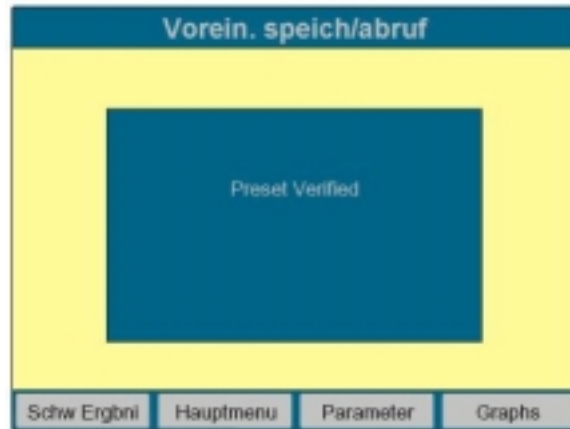 Vorein. speich/abruf
Preset Verified
Schw Ergbni Hauptmenu Parameter Graphs